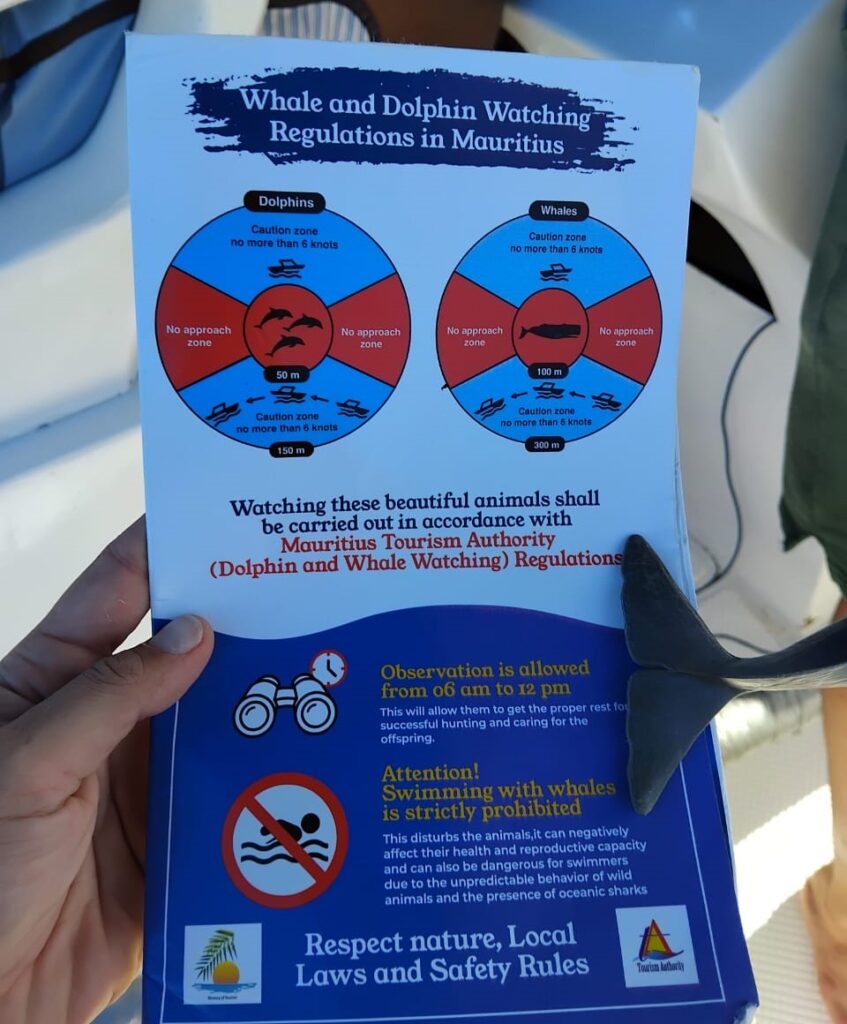 Whale and Dolphin Watching
Regulations in Mauritius
Dolphins
Caution zone
no more than 6 knots
No approach
zone
No approach
zone
50 m
Caution zone
no more than 6 knots
150 m
Whales
Caution zone
no more than 6 knots
No approach
zone
No approach
zone
100 m
Caution zone
no more than 6 knots
300 m
Watching these beautiful animals shall
be carried out in accordance with
Mauritius Tourism Authority
(Dolphin and Whale Watching) Regulations
Observation is allowed
from 06 am to 12 pm
This will allow them to get the proper rest for
successful hunting and caring for the
offspring.
Attention!
Swimming with whales
is strictly prohibited
This disturbs the animals,it can negatively
affect their health and reproductive capacity
and can also be dangerous for swimmers
due to the unpredictable behavior of wild
animals and the presence of oceanic sharks
Respect nature, Local
Laws and Safety Rules
Ministry of Tourism
Tourism Authority